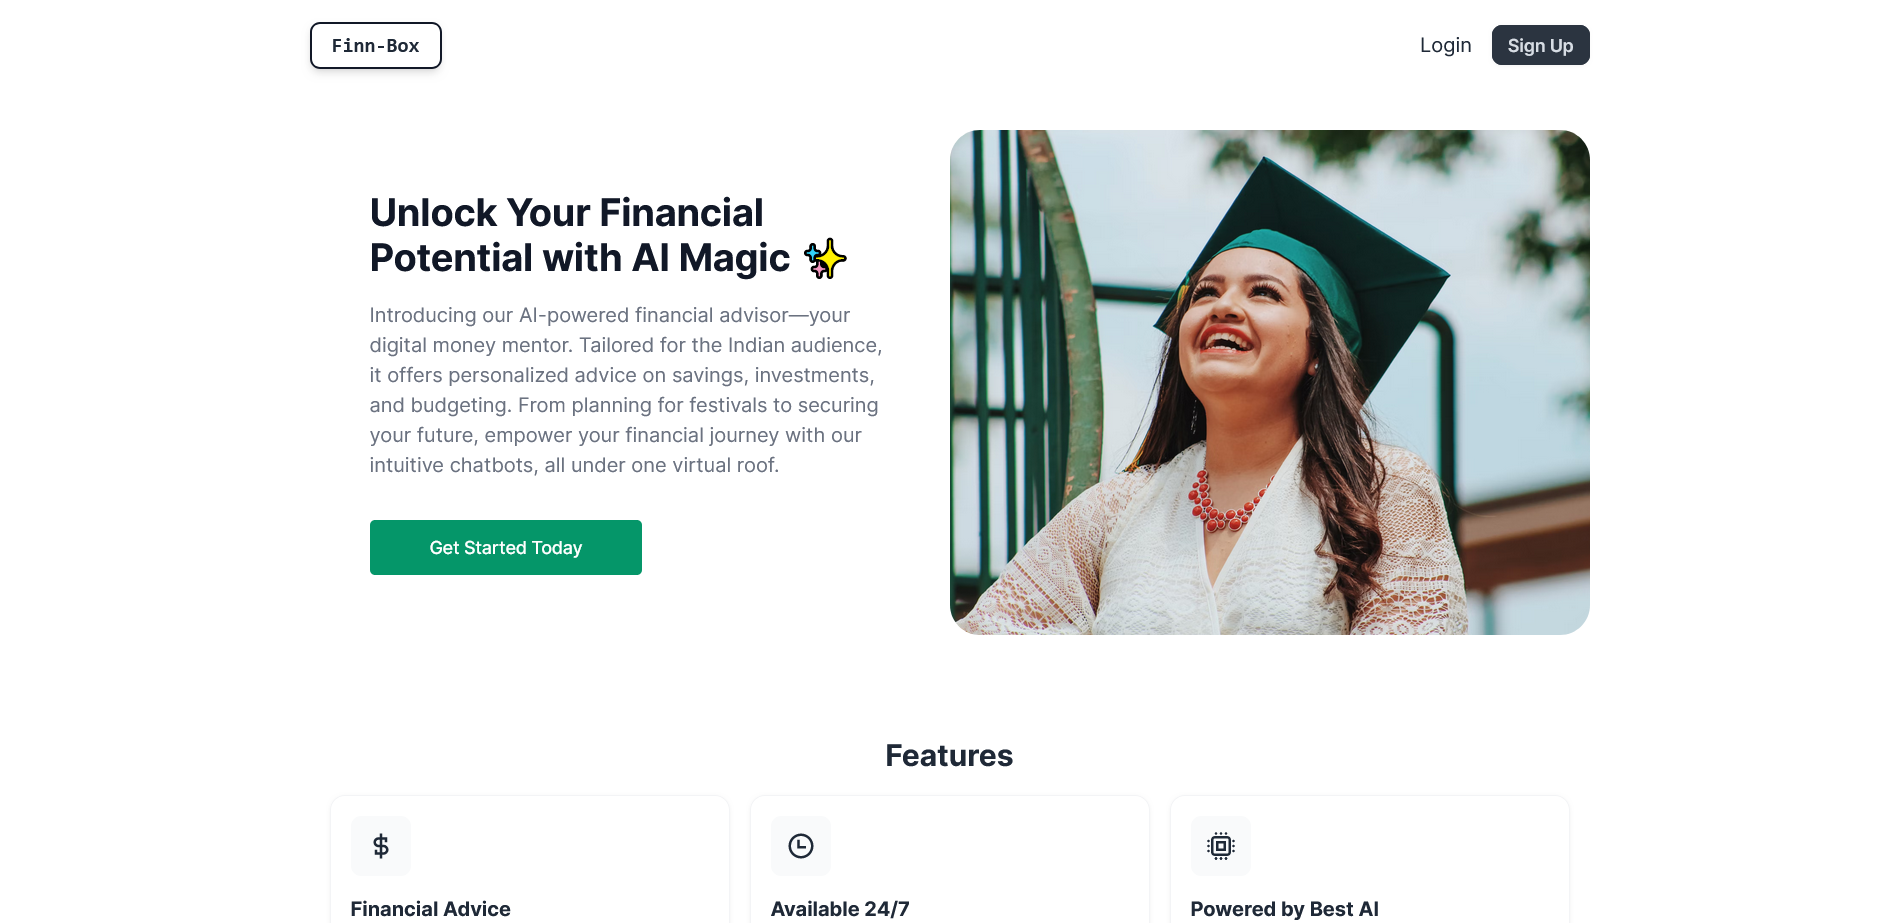 Finn-Box
Login
Sign Up
Unlock Your Financial
Potential with AI Magic ✨
Introducing our AI-powered financial advisor—your
digital money mentor. Tailored for the Indian audience,
it offers personalized advice on savings, investments,
and budgeting. From planning for festivals to securing
your future, empower your financial journey with our
intuitive chatbots, all under one virtual roof.
Get Started Today
Features
Financial Advice
Available 24/7
Powered by Best AI